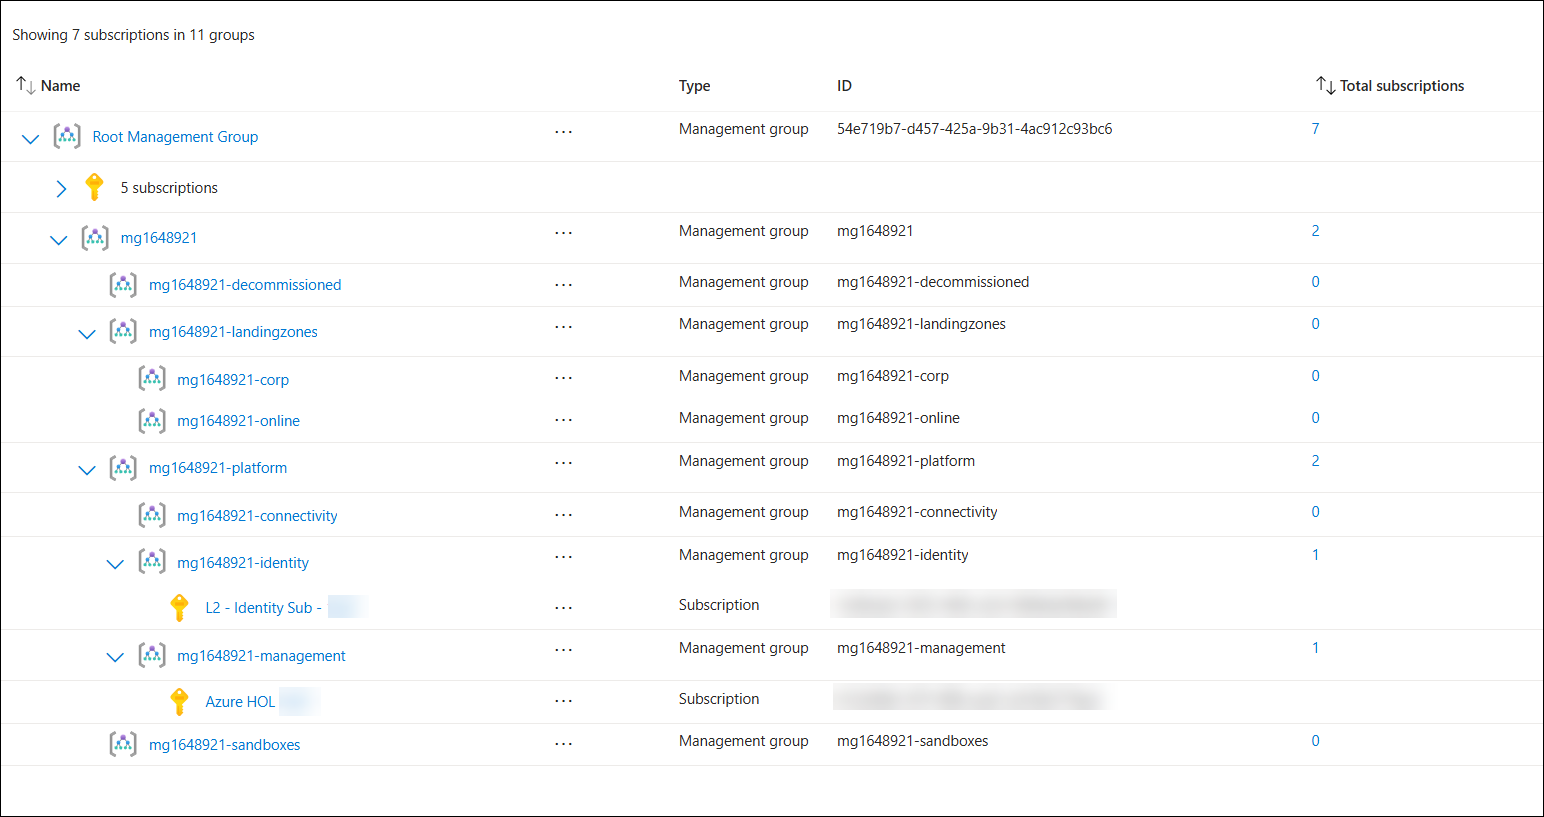 Showing 7 subscriptions in 11 groups
Name Type ID Total subscriptions
Root Management Group ... Management group 54e719b7-d457-425a-9b31-4ac912c93bc6 7
5 subscriptions
mg1648921 ... Management group mg1648921 2
mg1648921-decommissioned ... Management group mg1648921-decommissioned 0
mg1648921-landingzones ... Management group mg1648921-landingzones 0
mg1648921-corp ... Management group mg1648921-corp 0
mg1648921-online ... Management group mg1648921-online 0
mg1648921-platform ... Management group mg1648921-platform 2
mg1648921-connectivity ... Management group mg1648921-connectivity 0
mg1648921-identity ... Management group mg1648921-identity 1
L2 - Identity Sub - ... Subscription
mg1648921-management ... Management group mg1648921-management 1
Azure HOL ... Subscription
mg1648921-sandboxes ... Management group mg1648921-sandboxes 0